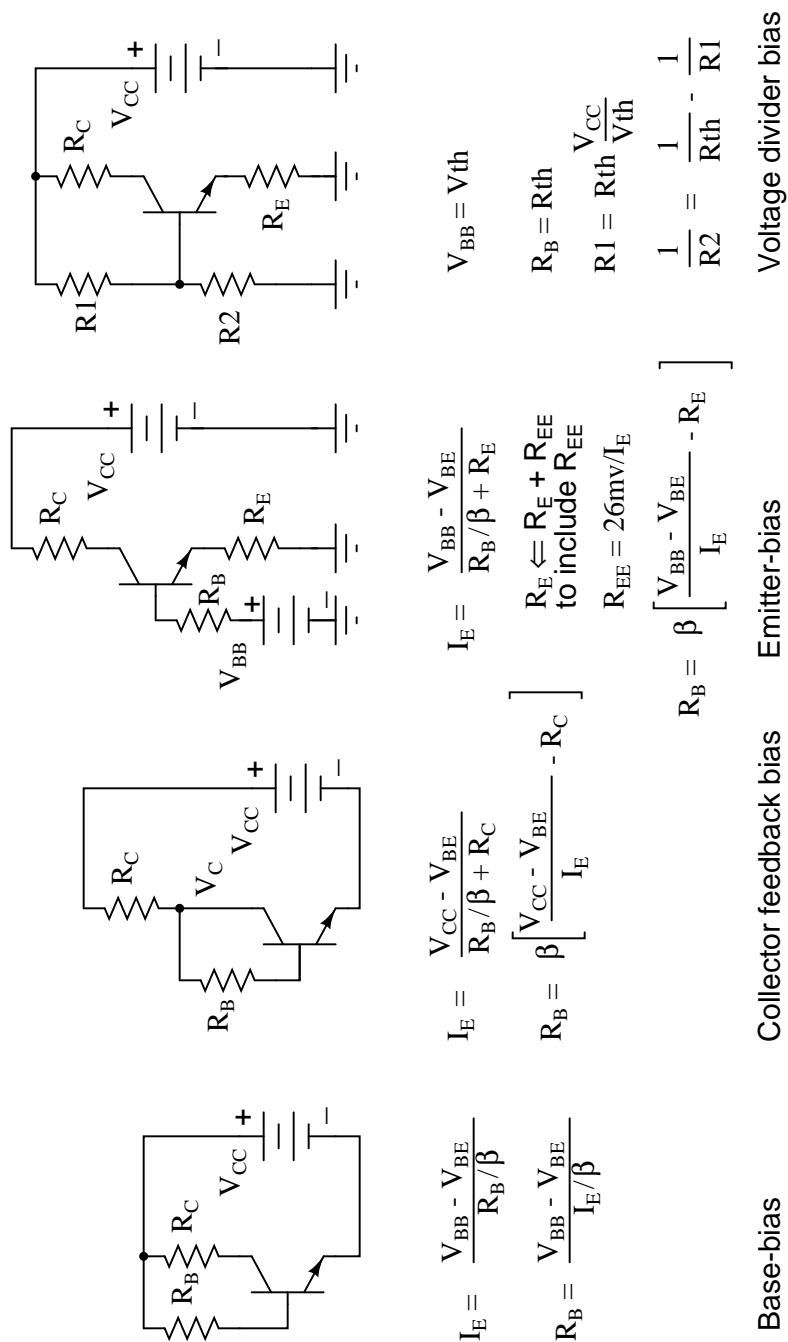 R_B
R_C
V_CC
+
–
I_E = (V_BB - V_BE) / (R_B/β)
R_B = (V_BB - V_BE) / (I_E/β)
Base-bias
R_B
R_C
V_C
V_CC
+
–
I_E = (V_CC - V_BE) / (R_B/β + R_C)
R_B = β [ (V_CC - V_BE) / I_E - R_C ]
Collector feedback bias
V_BB
+
–
R_B
R_C
R_E
V_CC
+
–
I_E = (V_BB - V_BE) / (R_B/β + R_E)
R_E ⇐ R_E + R_EE
to include R_EE
R_EE = 26mv/I_E
R_B = β [ (V_BB - V_BE) / I_E - R_E ]
Emitter-bias
R1
R2
R_C
R_E
V_CC
+
–
V_BB = Vth
R_B = Rth
R1 = Rth V_CC / Vth
1 / R2 = 1 / Rth - 1 / R1
Voltage divider bias